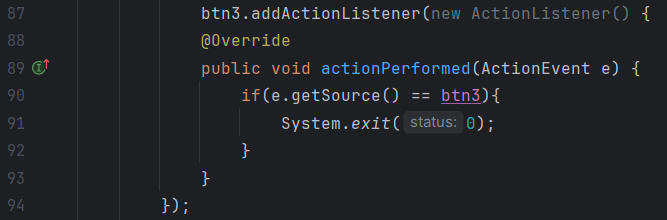 87 btn3.addActionListener(new ActionListener() {
88 @Override
89 public void actionPerformed(ActionEvent e) {
90 if(e.getSource() == btn3){
91 System.exit( status: 0);
92 }
93 }
94 });